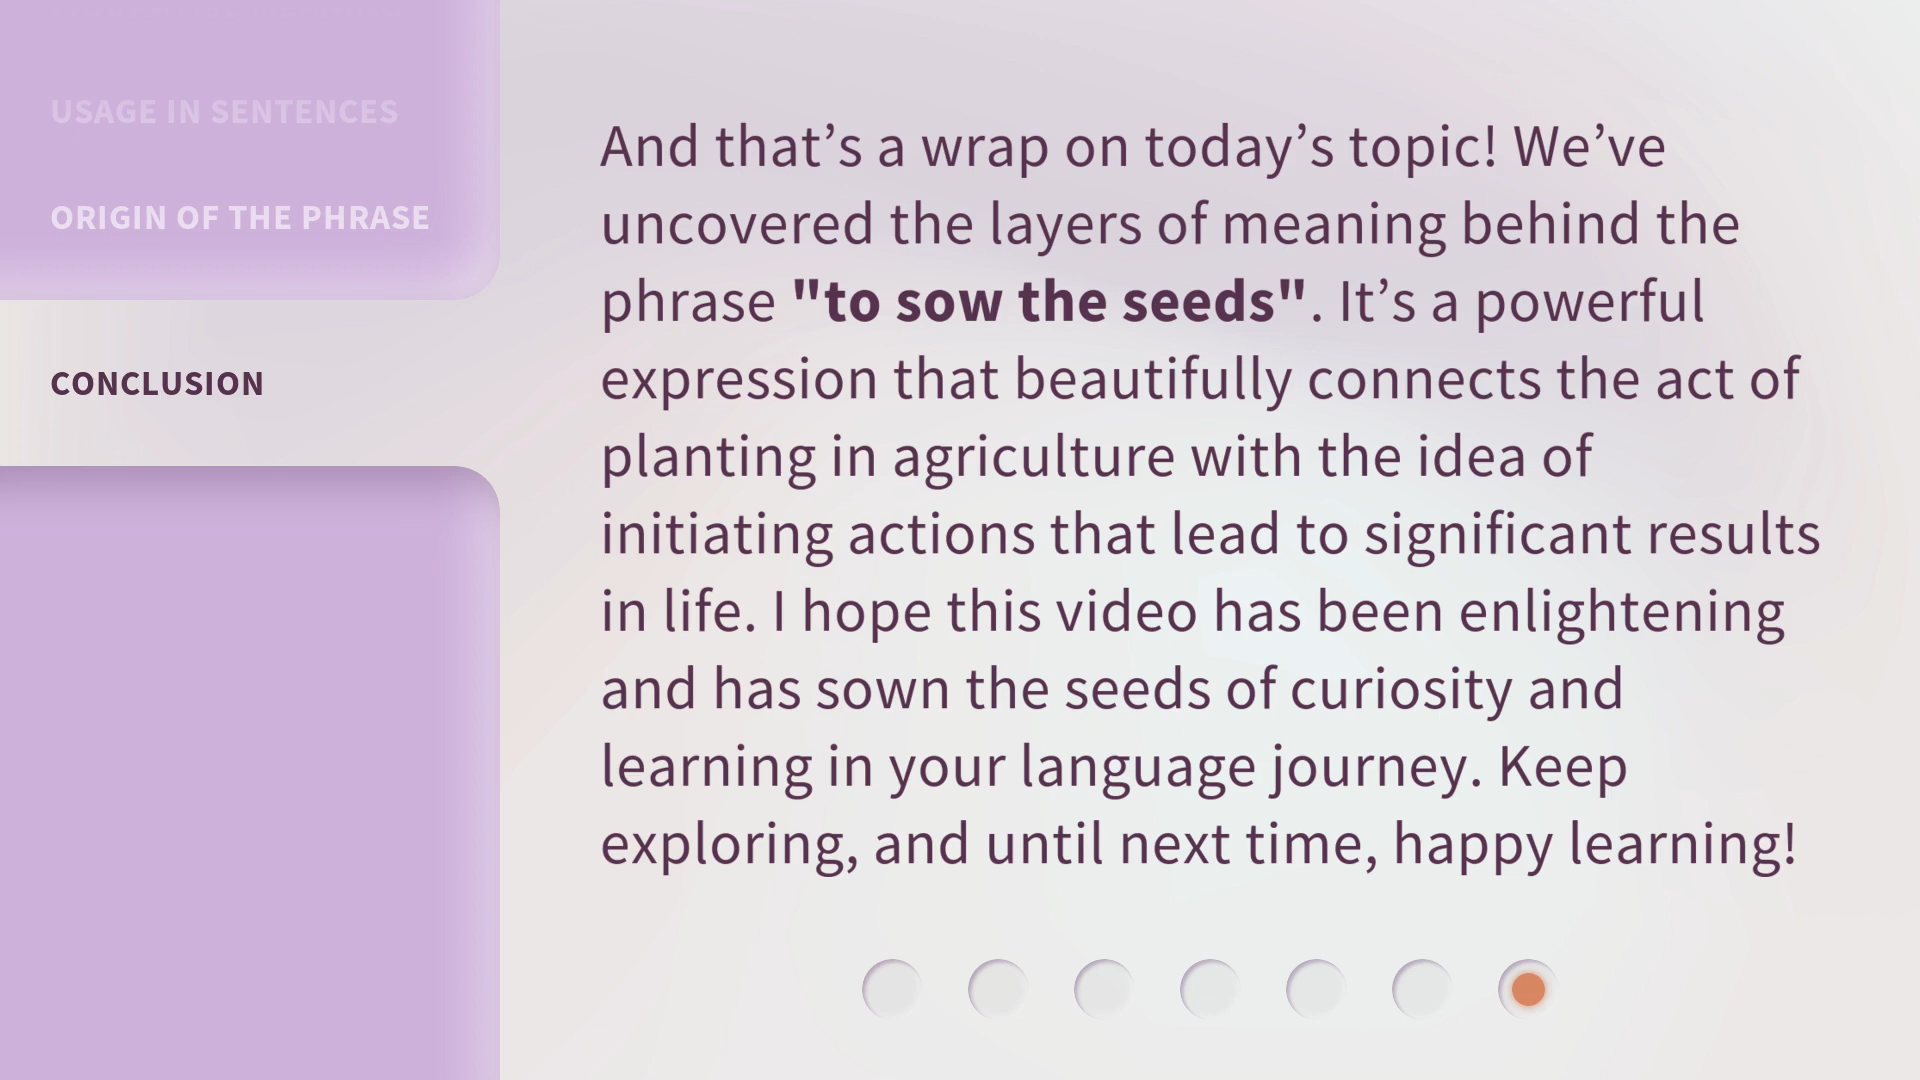 USAGE IN SENTENCES
ORIGIN OF THE PHRASE
CONCLUSION
And that’s a wrap on today’s topic! We’ve
uncovered the layers of meaning behind the
phrase "to sow the seeds". It’s a powerful
expression that beautifully connects the act of
planting in agriculture with the idea of
initiating actions that lead to significant results
in life. I hope this video has been enlightening
and has sown the seeds of curiosity and
learning in your language journey. Keep
exploring, and until next time, happy learning!